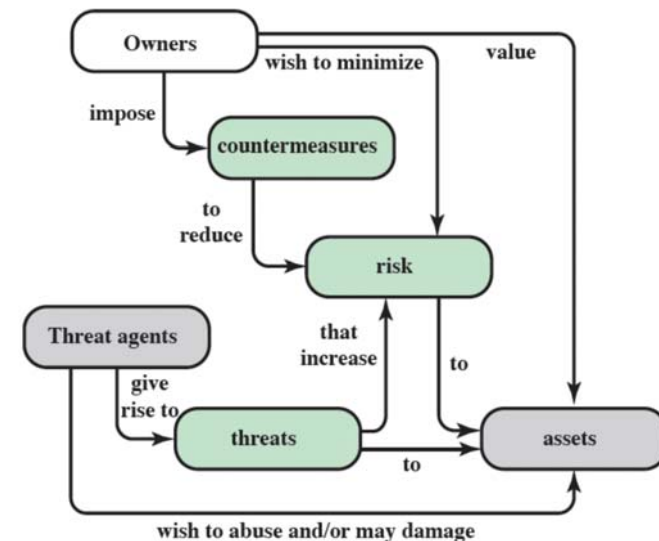 Owners
wish to minimize
value
impose
countermeasures
to
reduce
risk
Threat agents
that
increase
to
give
rise to
threats
to
assets
wish to abuse and/or may damage